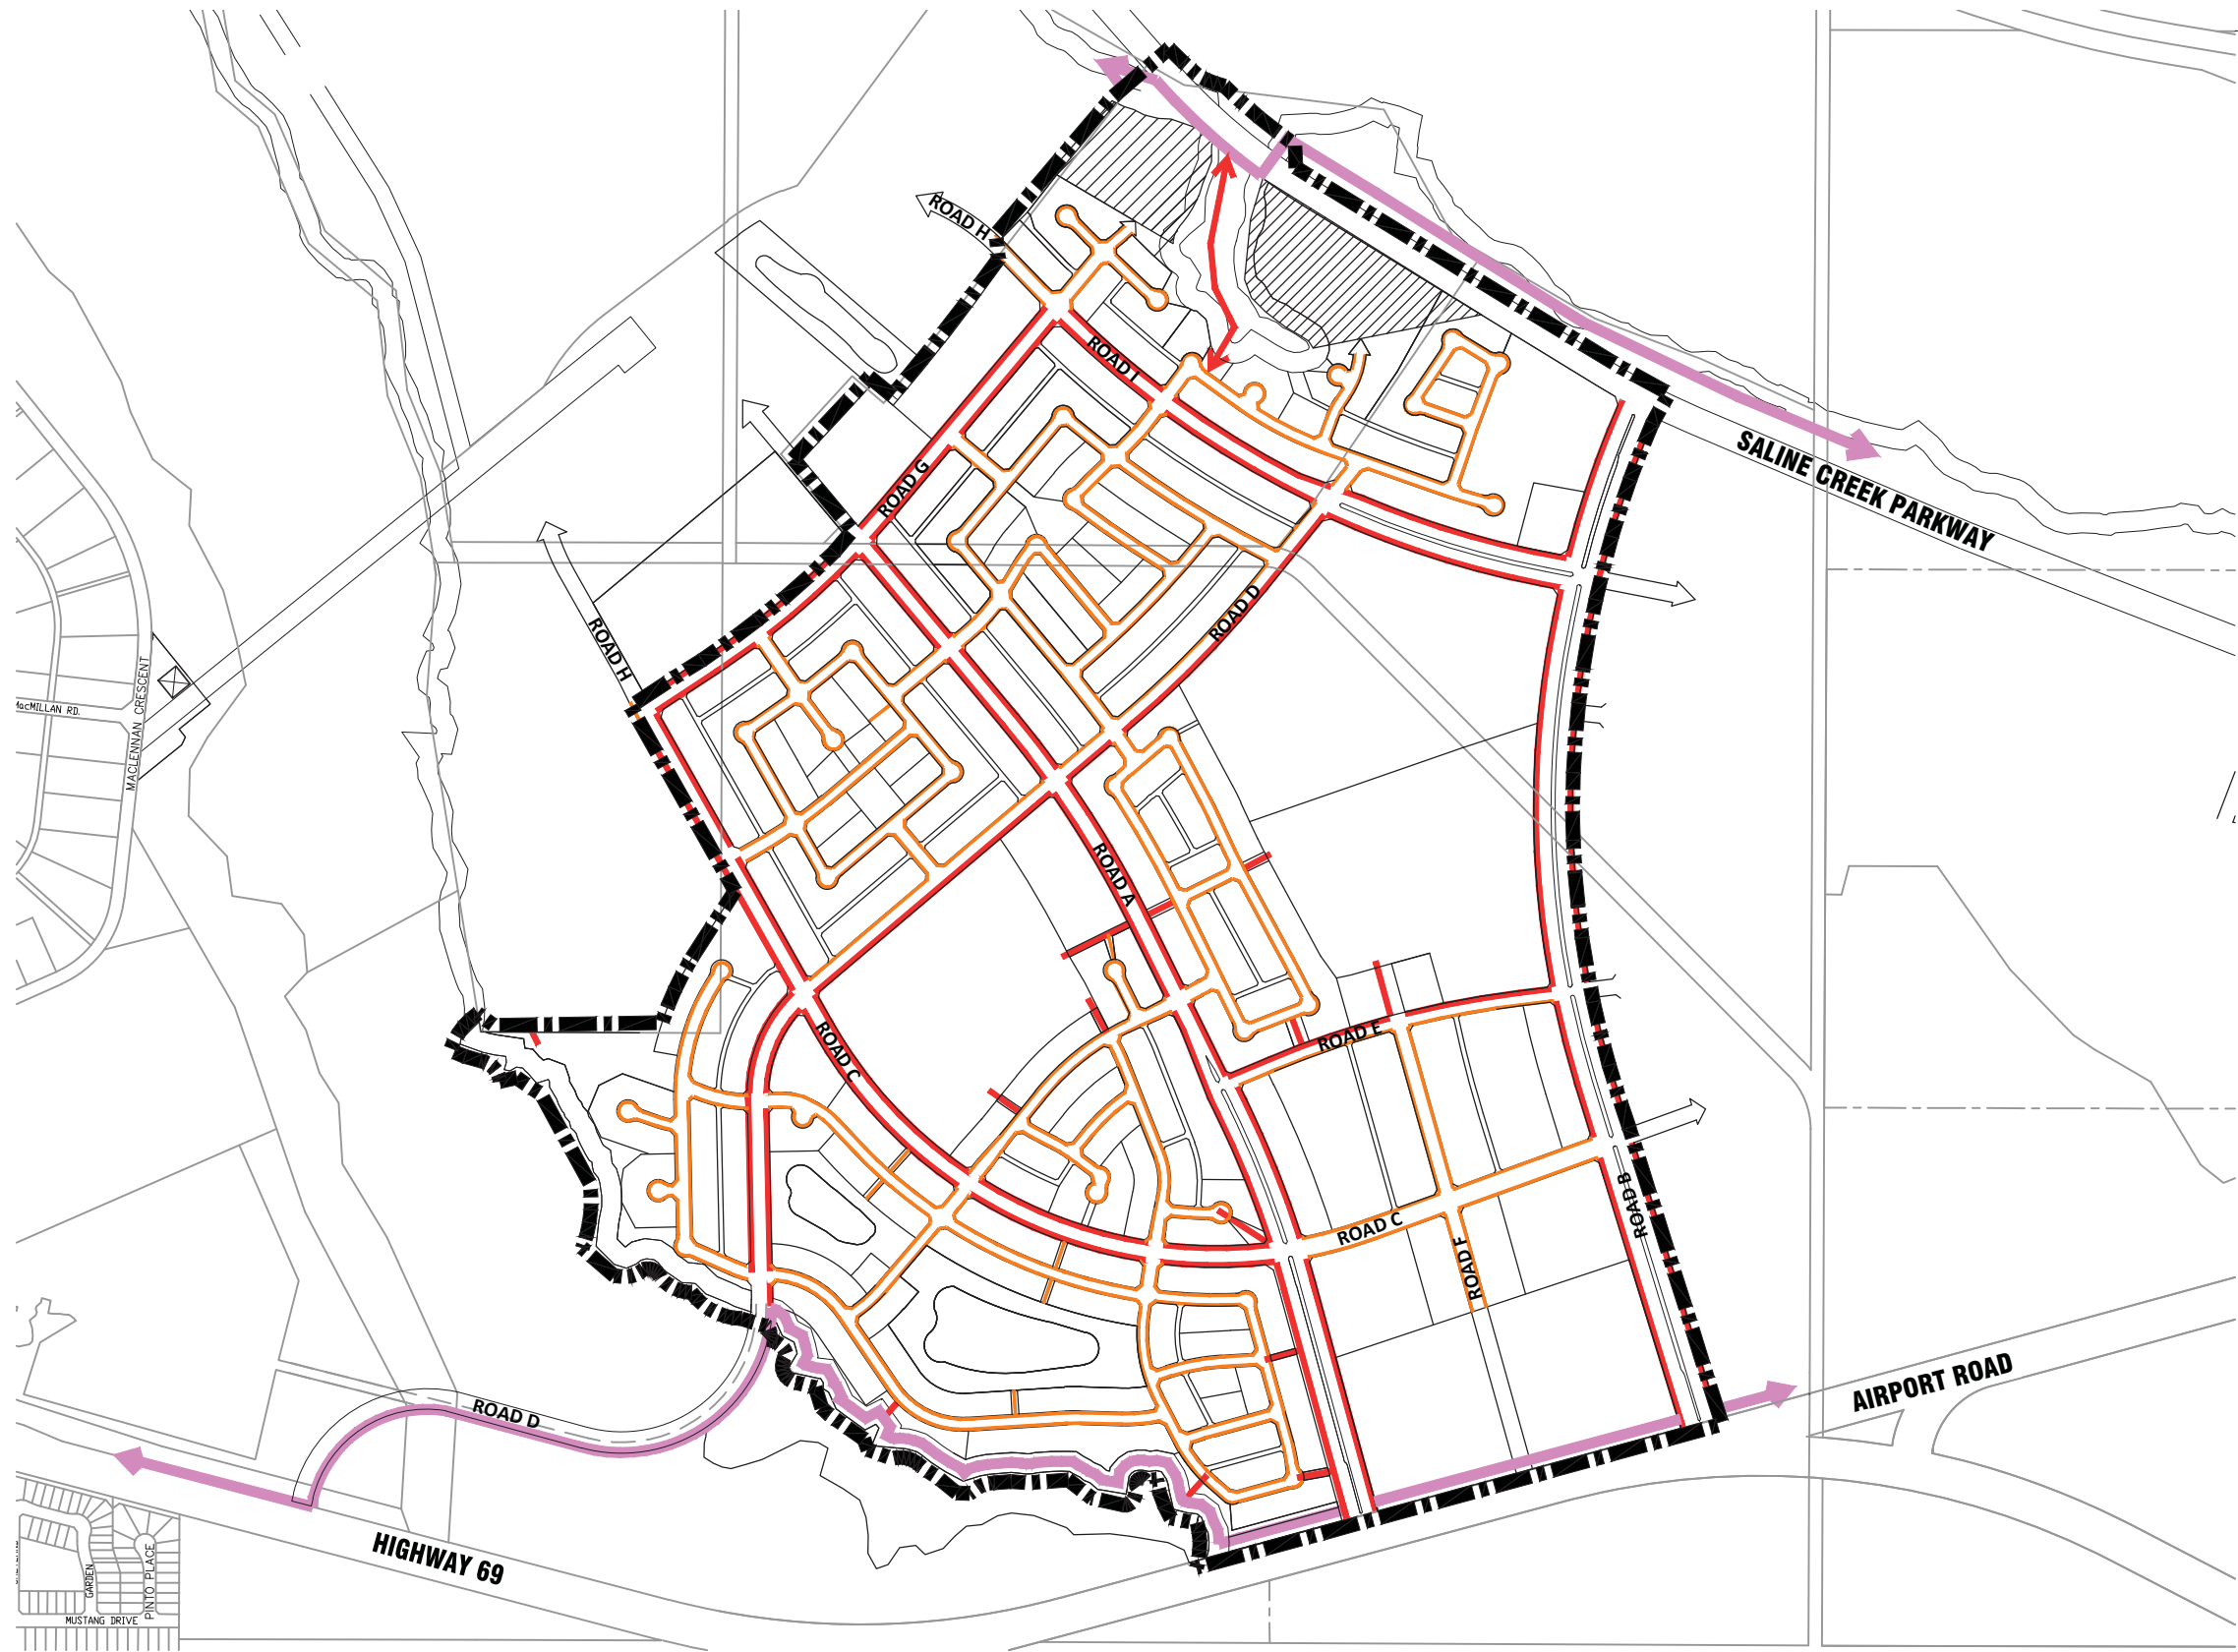 ROAD H
ROAD I
SALINE CREEK PARKWAY
ROAD G
ROAD D
ROAD H
MACLENNAN CRESCENT
MacMILLAN RD.
ROAD A
ROAD E
ROAD C
ROAD B
ROAD C
ROAD F
AIRPORT ROAD
ROAD D
HIGHWAY 69
GARDEN
PINTO PLACE
MUSTANG DRIVE